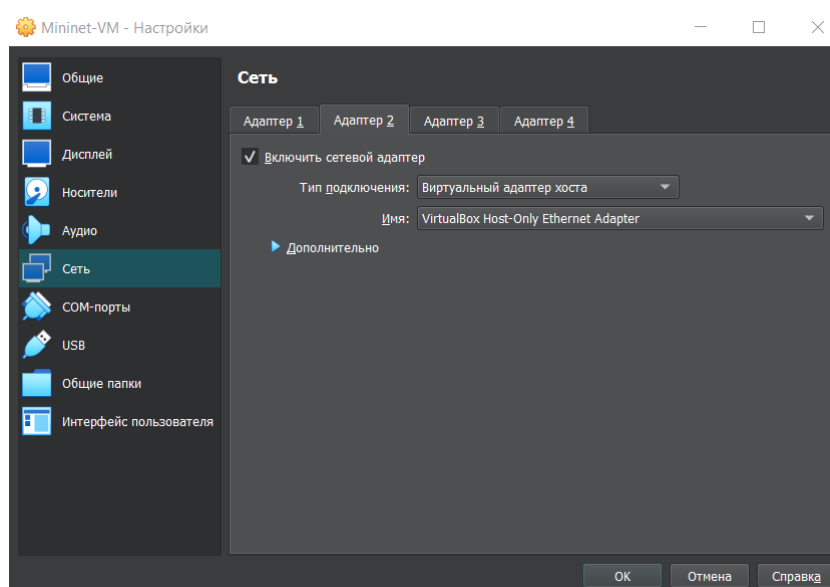 Mininet-VM - Настройки
Общие
Система
Дисплей
Носители
Аудио
Сеть
COM-порты
USB
Общие папки
Интерфейс пользователя
Сеть
Адаптер 1 Адаптер 2 Адаптер 3 Адаптер 4
Включить сетевой адаптер
Тип подключения: Виртуальный адаптер хоста
Имя: VirtualBox Host-Only Ethernet Adapter
Дополнительно
ОК Отмена Справка